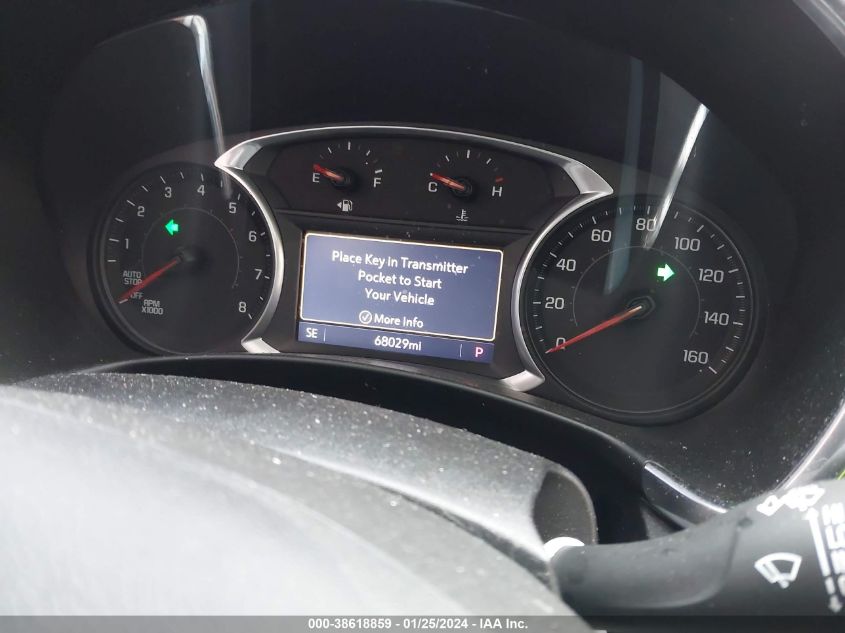 E F
C H
1 2 3 4 5 6 7 8
AUTO
STOP
OFF
RPM
X1000
0 20 40 60 80 100 120 140 160
Place Key in Transmitter
Pocket to Start
Your Vehicle
More Info
SE 68029mi P
000-38618859 - 01/25/2024 - IAA Inc.